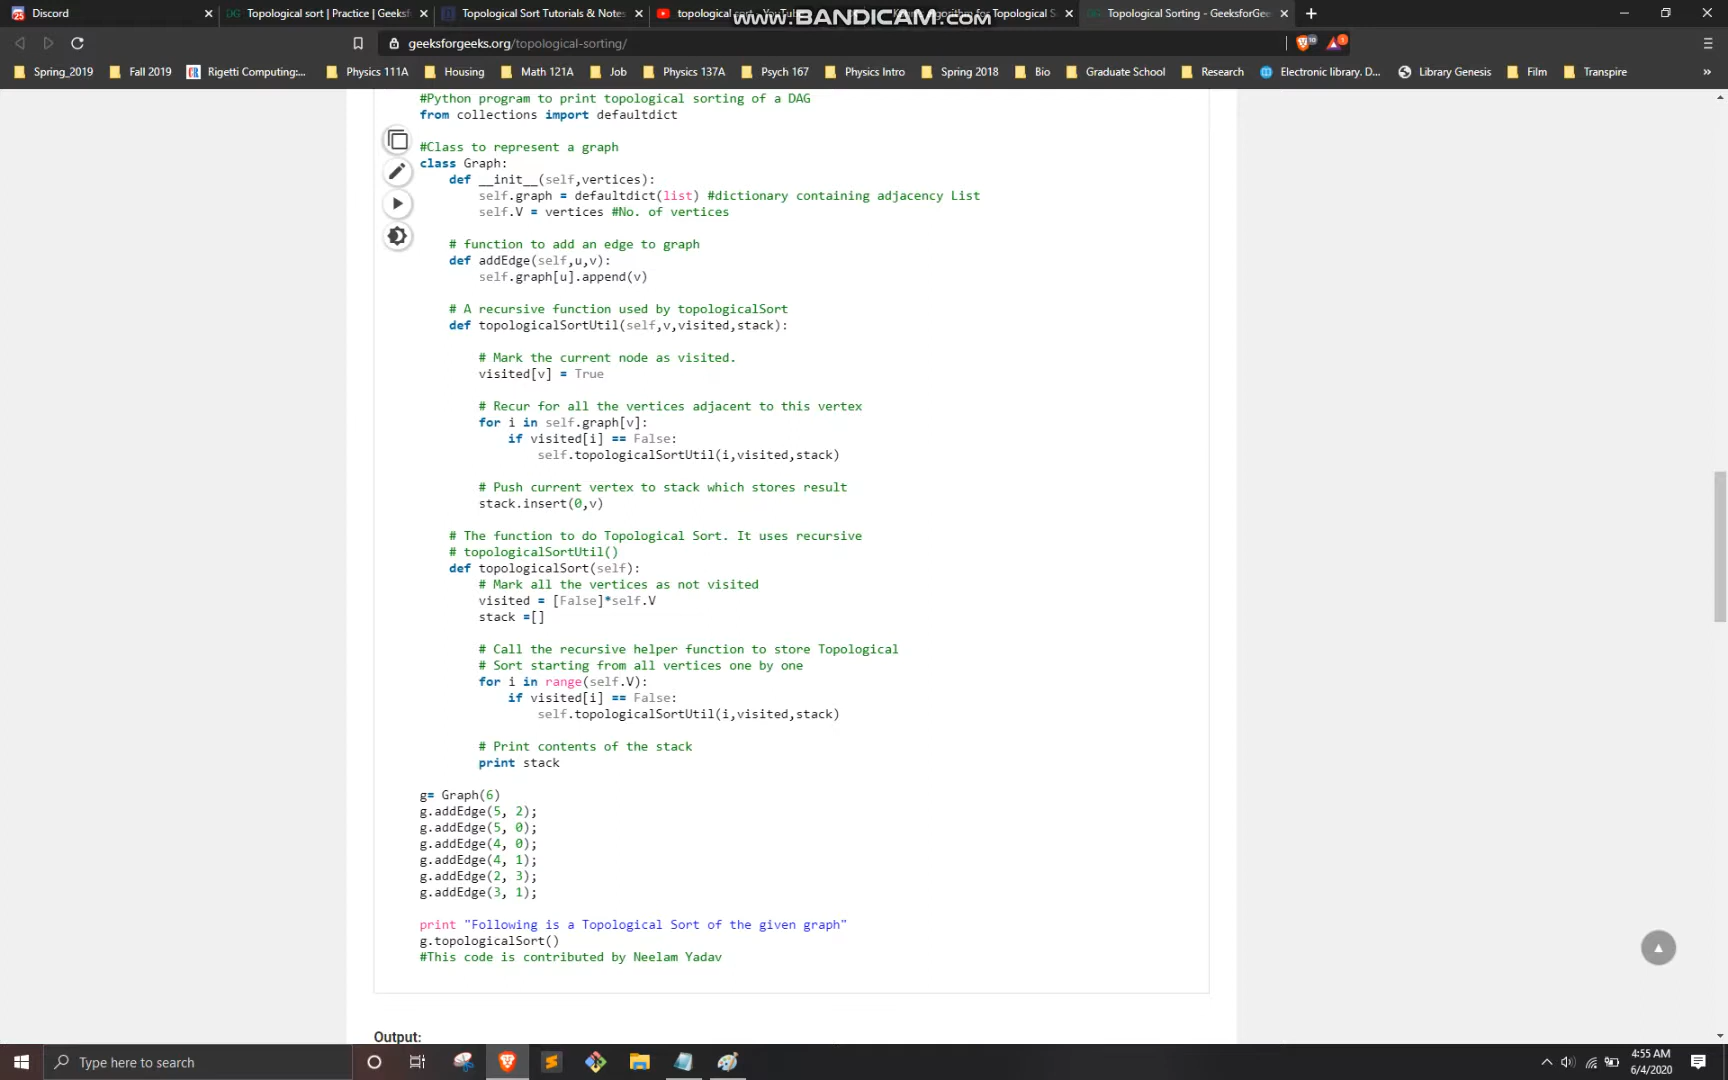 Discord
Topological sort | Practice | Geeksf
Topological Sort Tutorials & Notes
topological
for Topological S
Topological Sorting - GeeksforGee
www.BANDICAM.com
geeksforgeeks.org/topological-sorting/
Spring_2019
Fall 2019
CR
Rigetti Computing:...
Physics 111A
Housing
Math 121A
Job
Physics 137A
Psych 167
Physics Intro
Spring 2018
Bio
Graduate School
Research
Electronic library. D...
Library Genesis
Film
Transpire
#Python program to print topological sorting of a DAG
from collections import defaultdict
#Class to represent a graph
class Graph:
def __init__(self,vertices):
self.graph = defaultdict(list) #dictionary containing adjacency List
self.V = vertices #No. of vertices
# function to add an edge to graph
def addEdge(self,u,v):
self.graph[u].append(v)
# A recursive function used by topologicalSort
def topologicalSortUtil(self,v,visited,stack):
# Mark the current node as visited.
visited[v] = True
# Recur for all the vertices adjacent to this vertex
for i in self.graph[v]:
if visited[i] == False:
self.topologicalSortUtil(i,visited,stack)
# Push current vertex to stack which stores result
stack.insert(0,v)
# The function to do Topological Sort. It uses recursive
# topologicalSortUtil()
def topologicalSort(self):
# Mark all the vertices as not visited
visited = [False]*self.V
stack =[]
# Call the recursive helper function to store Topological
# Sort starting from all vertices one by one
for i in range(self.V):
if visited[i] == False:
self.topologicalSortUtil(i,visited,stack)
# Print contents of the stack
print stack
g= Graph(6)
g.addEdge(5, 2);
g.addEdge(5, 0);
g.addEdge(4, 0);
g.addEdge(4, 1);
g.addEdge(2, 3);
g.addEdge(3, 1);
print "Following is a Topological Sort of the given graph"
g.topologicalSort()
#This code is contributed by Neelam Yadav
Output:
Type here to search
4:55 AM
6/4/2020